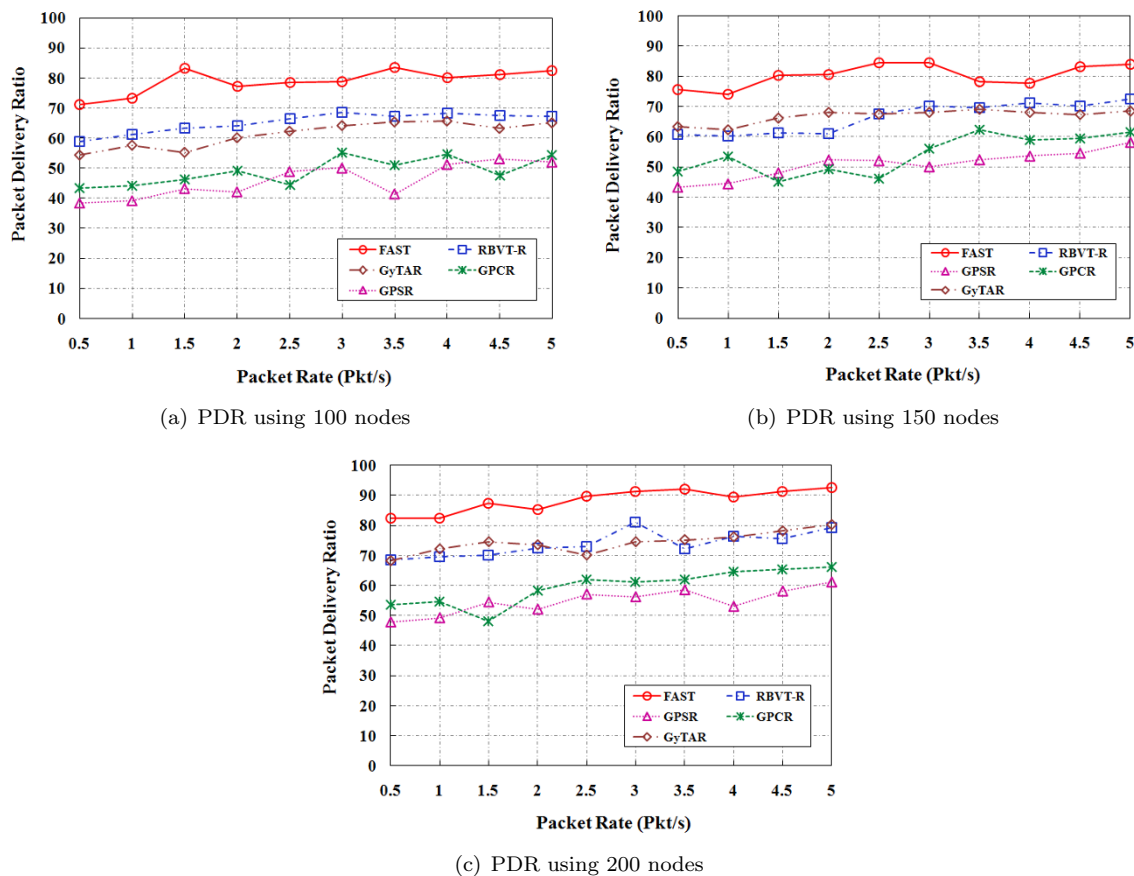 Packet Delivery Ratio
100
90
80
70
60
50
40
30
20
10
0
FAST RBVT-R
GyTAR GPCR
GPSR
0.5 1 1.5 2 2.5 3 3.5 4 4.5 5
Packet Rate (Pkt/s)
(a) PDR using 100 nodes
Packet Delivery Ratio
100
90
80
70
60
50
40
30
20
10
0
FAST RBVT-R
GPSR GPCR
GyTAR
0.5 1 1.5 2 2.5 3 3.5 4 4.5 5
Packet Rate (Pkt/s)
(b) PDR using 150 nodes
Packet Delivery Ratio
100
90
80
70
60
50
40
30
20
10
0
FAST RBVT-R
GPSR GPCR
GyTAR
0.5 1 1.5 2 2.5 3 3.5 4 4.5 5
Packet Rate (Pkt/s)
(c) PDR using 200 nodes